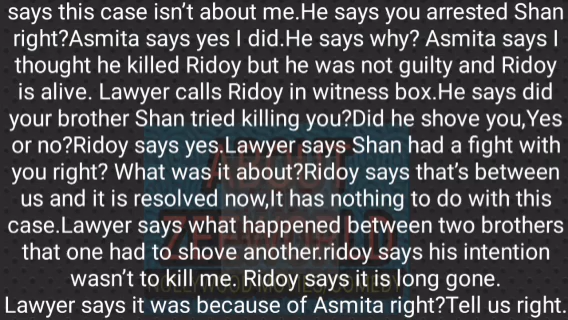 says this case isn't about me.He says you arrested Shan
right?Asmita says yes I did.He says why? Asmita says I
thought he killed Ridoy but he was not guilty and Ridoy
is alive. Lawyer calls Ridoy in witness box.He says did
your brother Shan tried killing you?Did he shove you,Yes
or no?Ridoy says yes.Lawyer says Shan had a fight with
you right? What was it about?Ridoy says that's between
us and it is resolved now,It has nothing to do with this
case.Lawyer says what happened between two brothers
that one had to shove another.ridoy says his intention
wasn't to kill me. Ridoy says it is long gone.
Lawyer says it was because of Asmita right?Tell us right.
ABOUT
ZEEWORLD